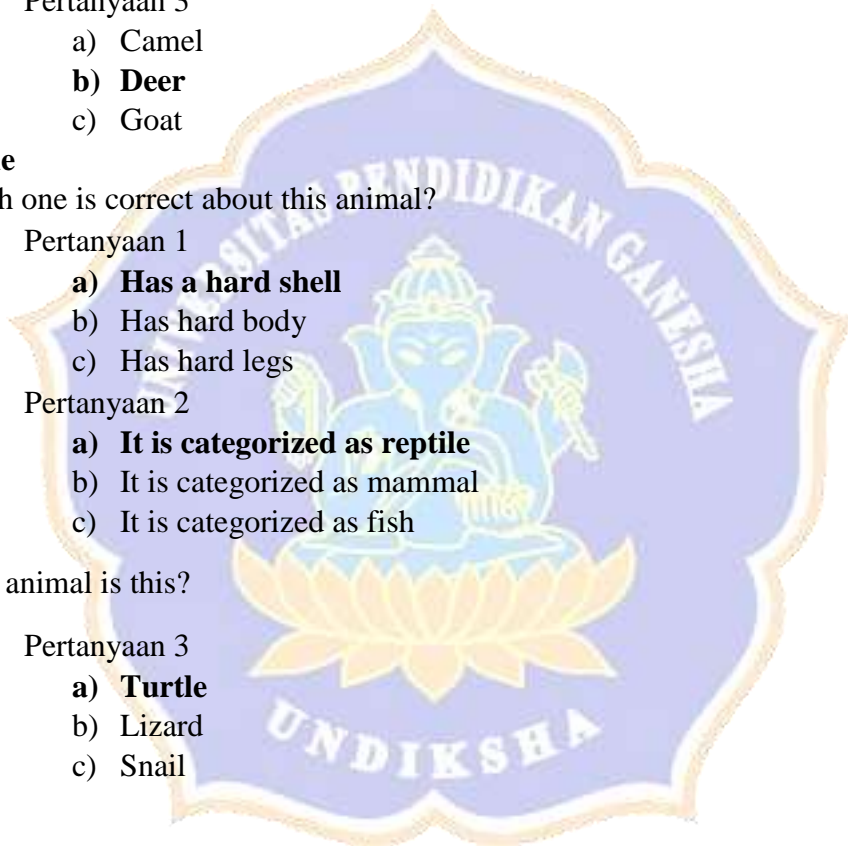 Pertanyaan 3
a) Camel
b) Deer
c) Goat
le
h one is correct about this animal?
Pertanyaan 1
a) Has a hard shell
b) Has hard body
c) Has hard legs
Pertanyaan 2
a) It is categorized as reptile
b) It is categorized as mammal
c) It is categorized as fish
animal is this?
Pertanyaan 3
a) Turtle
b) Lizard
c) Snail
UNIVERSITAS PENDIDIKAN GANESHA
UNDIKSHA